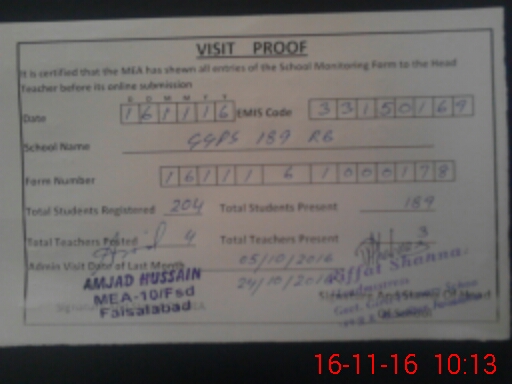 VISIT PROOF
It is certified that the MEA has shown all entries of the School Monitoring Form to the Head
Teacher before its online submission
D D M M Y Y
Date 1 6 1 1 1 6 EMIS Code 3 3 1 5 0 1 6 9
School Name GGPS 189 RB
Form Number 1 6 1 1 1 6 1 0 0 0 1 7 8
Total Students Registered 204 Total Students Present 189
Total Teachers Posted 4 Total Teachers Present 3
Admin Visit Date of Last Month 05/10/2016
24/10/2016
AMJAD HUSSAIN
MEA-10/Fsd
Faisalabad
Iffat Shahna
Headmistress
16-11-16 10:13